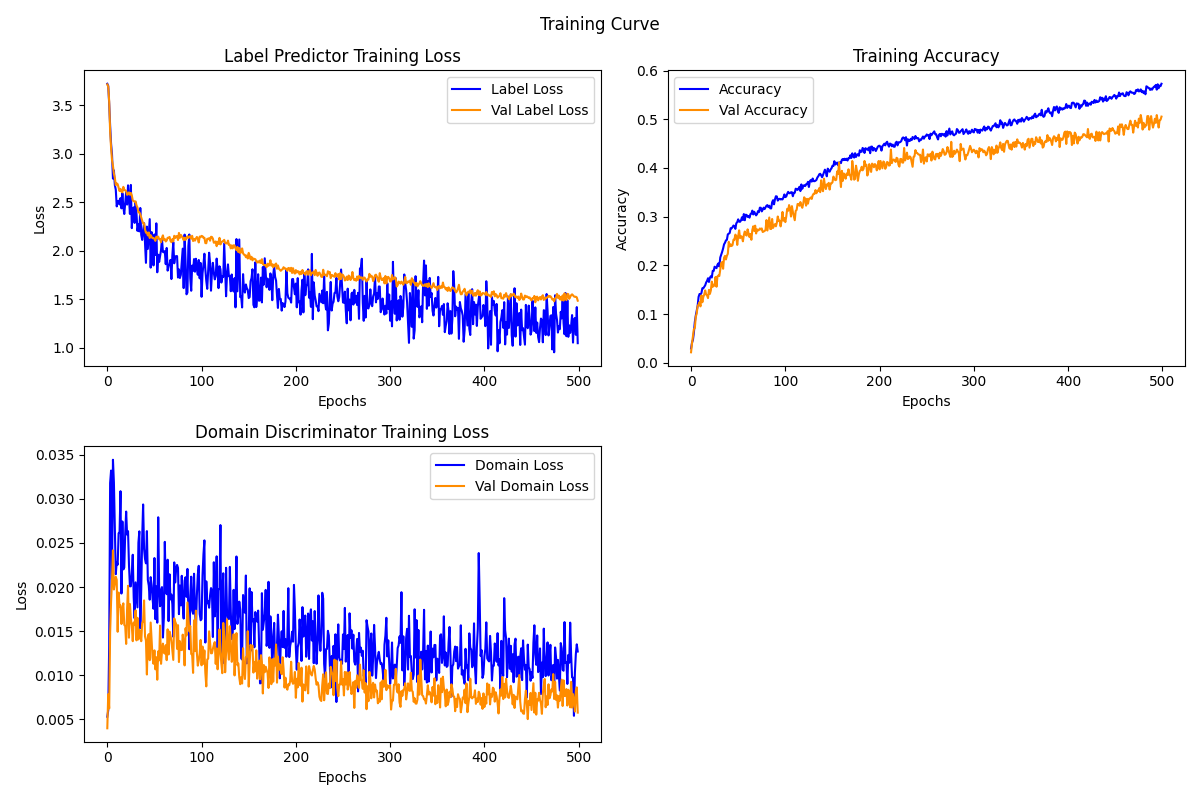 Training Curve
Label Predictor Training Loss
Loss
3.5
3.0
2.5
2.0
1.5
1.0
Label Loss
Val Label Loss
0 100 200 300 400 500
Epochs
Training Accuracy
Accuracy
0.6
0.5
0.4
0.3
0.2
0.1
0.0
Accuracy
Val Accuracy
0 100 200 300 400 500
Epochs
Domain Discriminator Training Loss
Loss
0.035
0.030
0.025
0.020
0.015
0.010
0.005
Domain Loss
Val Domain Loss
0 100 200 300 400 500
Epochs